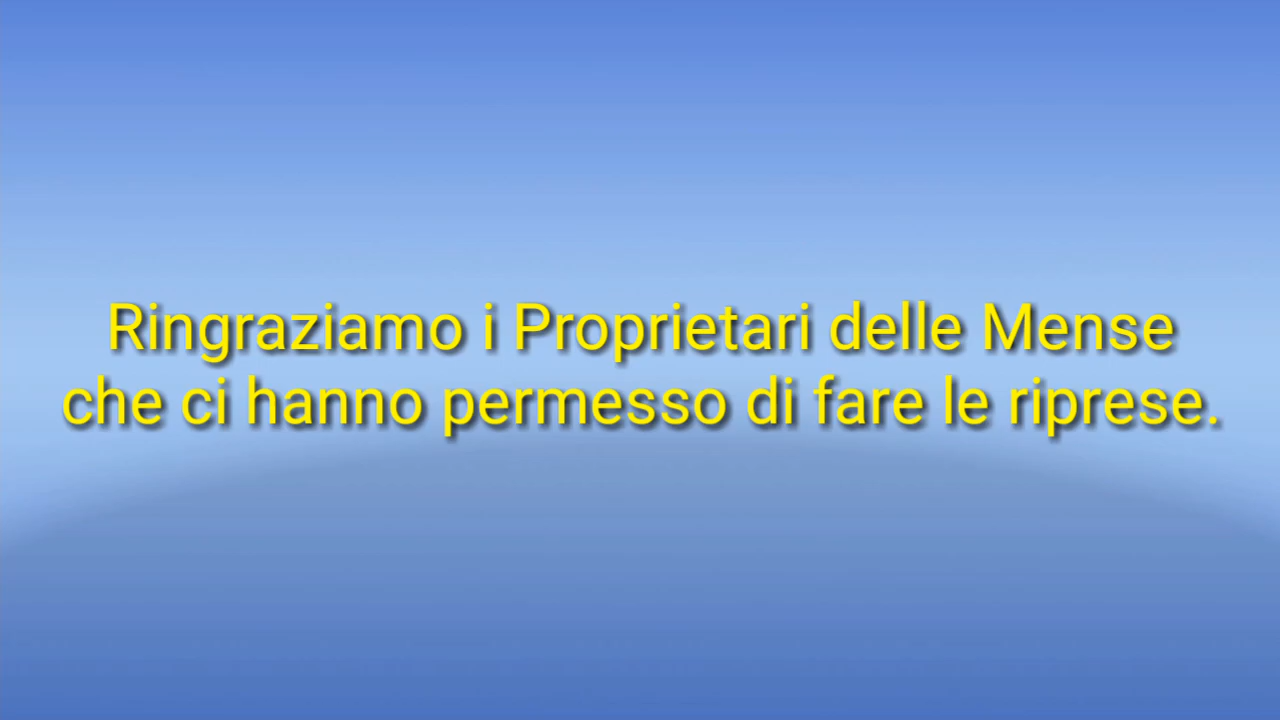 Ringraziamo i Proprietari delle Mense
che ci hanno permesso di fare le riprese.